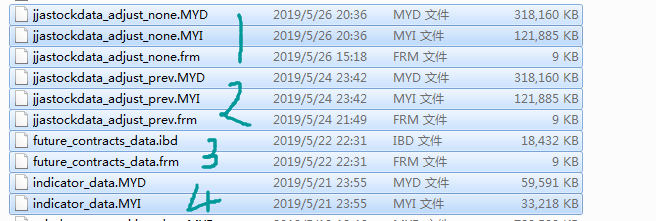 jjastockdata_adjust_none.MYD 2019/5/26 20:36 MYD 文件 318,160 KB
jjastockdata_adjust_none.MYI 2019/5/26 20:36 MYI 文件 121,885 KB
1
jjastockdata_adjust_none.frm 2019/5/26 15:18 FRM 文件 9 KB
jjastockdata_adjust_prev.MYD 2019/5/24 23:42 MYD 文件 318,160 KB
jjastockdata_adjust_prev.MYI 2019/5/24 23:42 MYI 文件 121,885 KB
2
jjastockdata_adjust_prev.frm 2019/5/24 21:49 FRM 文件 9 KB
future_contracts_data.ibd 2019/5/22 22:31 IBD 文件 18,432 KB
3
future_contracts_data.frm 2019/5/22 22:31 FRM 文件 9 KB
indicator_data.MYD 2019/5/21 23:55 MYD 文件 59,591 KB
4
indicator_data.MYI 2019/5/21 23:55 MYI 文件 33,218 KB